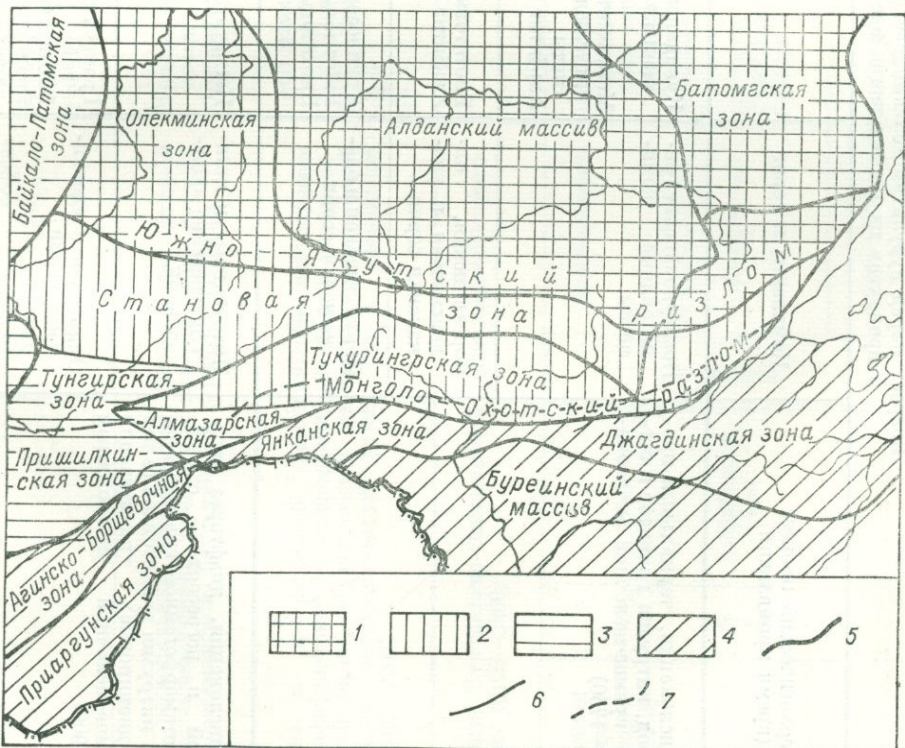 Байкало-Патомская
зона
Олекминская
зона
Алданский массив
Батомгская
зона
Южно
Якутский
разлом
Становая
зона
Тукурингрская зона
Тунгирская
зона
Монголо
Охотский
разлом
Алмазарская
зона
Янканская зона
Джагдинская зона
Пришилкин-
ская зона
Буреинский
массив
Агинско-Борщевочная
зона
Приаргунская зона
1
2
3
4
5
6
7